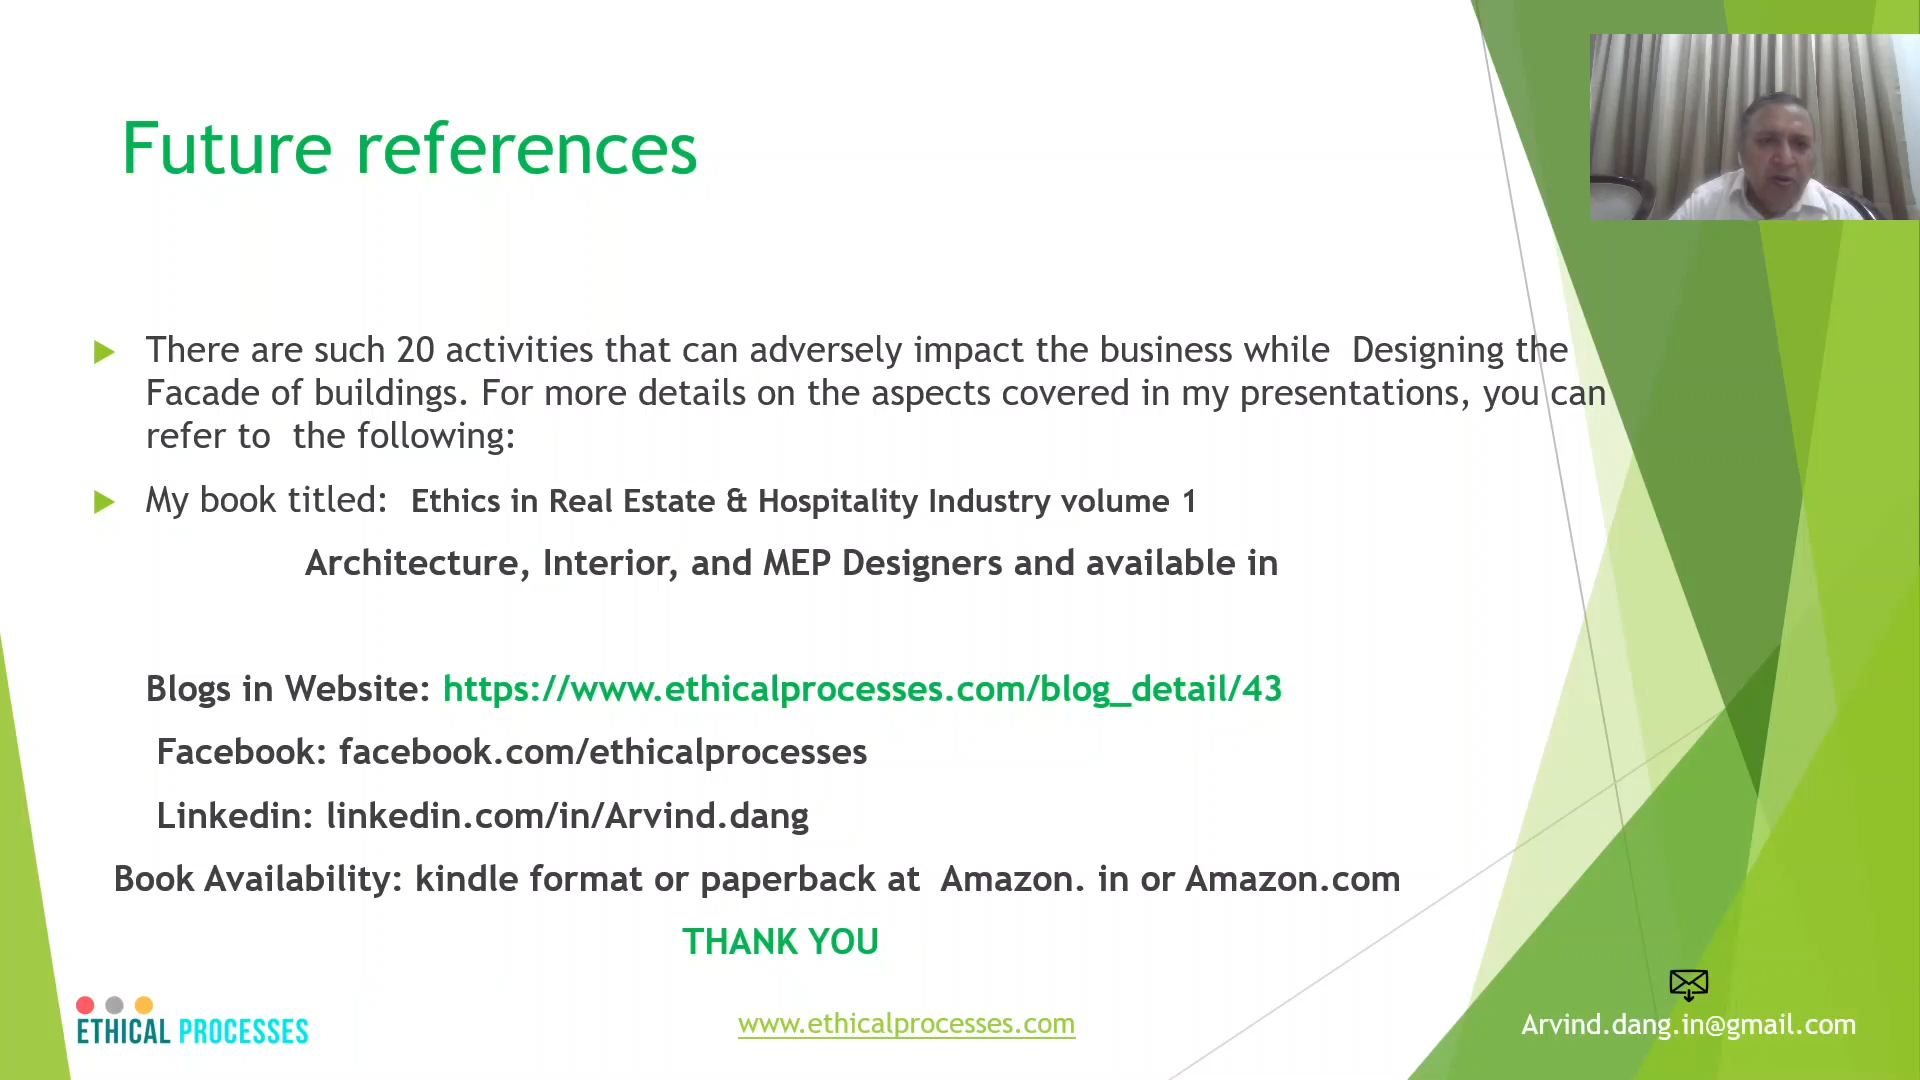 Future references
There are such 20 activities that can adversely impact the business while Designing the
Facade of buildings. For more details on the aspects covered in my presentations, you can
refer to the following:
My book titled: Ethics in Real Estate & Hospitality Industry volume 1
Architecture, Interior, and MEP Designers and available in
Blogs in Website: https://www.ethicalprocesses.com/blog_detail/43
Facebook: facebook.com/ethicalprocesses
Linkedin: linkedin.com/in/Arvind.dang
Book Availability: kindle format or paperback at Amazon. in or Amazon.com
THANK YOU
ETHICAL PROCESSES
www.ethicalprocesses.com
Arvind.dang.in@gmail.com